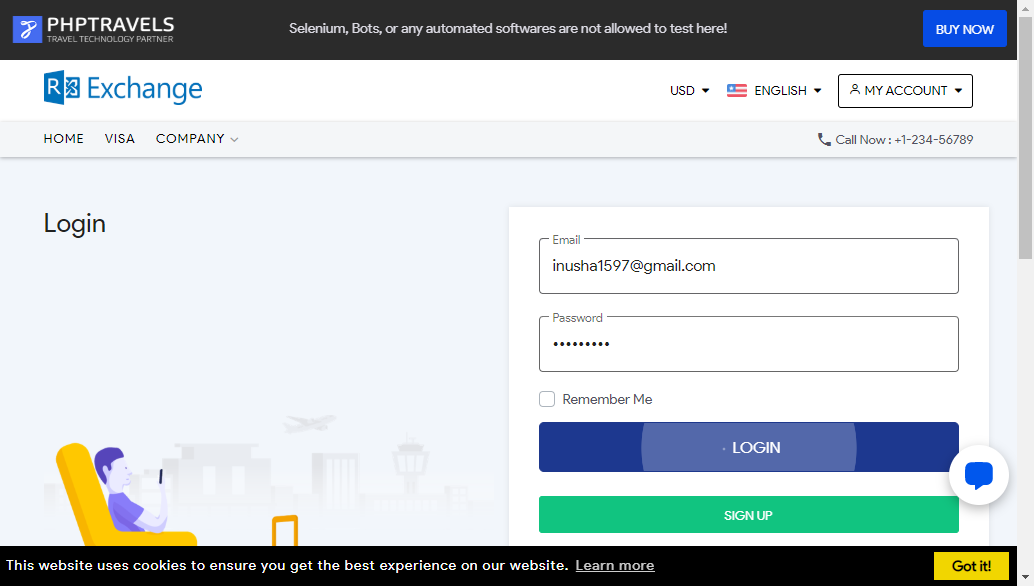 PHPTRAVELS
TRAVEL TECHNOLOGY PARTNER
Selenium, Bots, or any automated softwares are not allowed to test here!
BUY NOW
Exchange
USD
ENGLISH
MY ACCOUNT
HOME
VISA
COMPANY
Call Now : +1-234-56789
Login
Email
inusha1597@gmail.com
Password
•••••••••
Remember Me
LOGIN
SIGN UP
This website uses cookies to ensure you get the best experience on our website. Learn more
Got it!